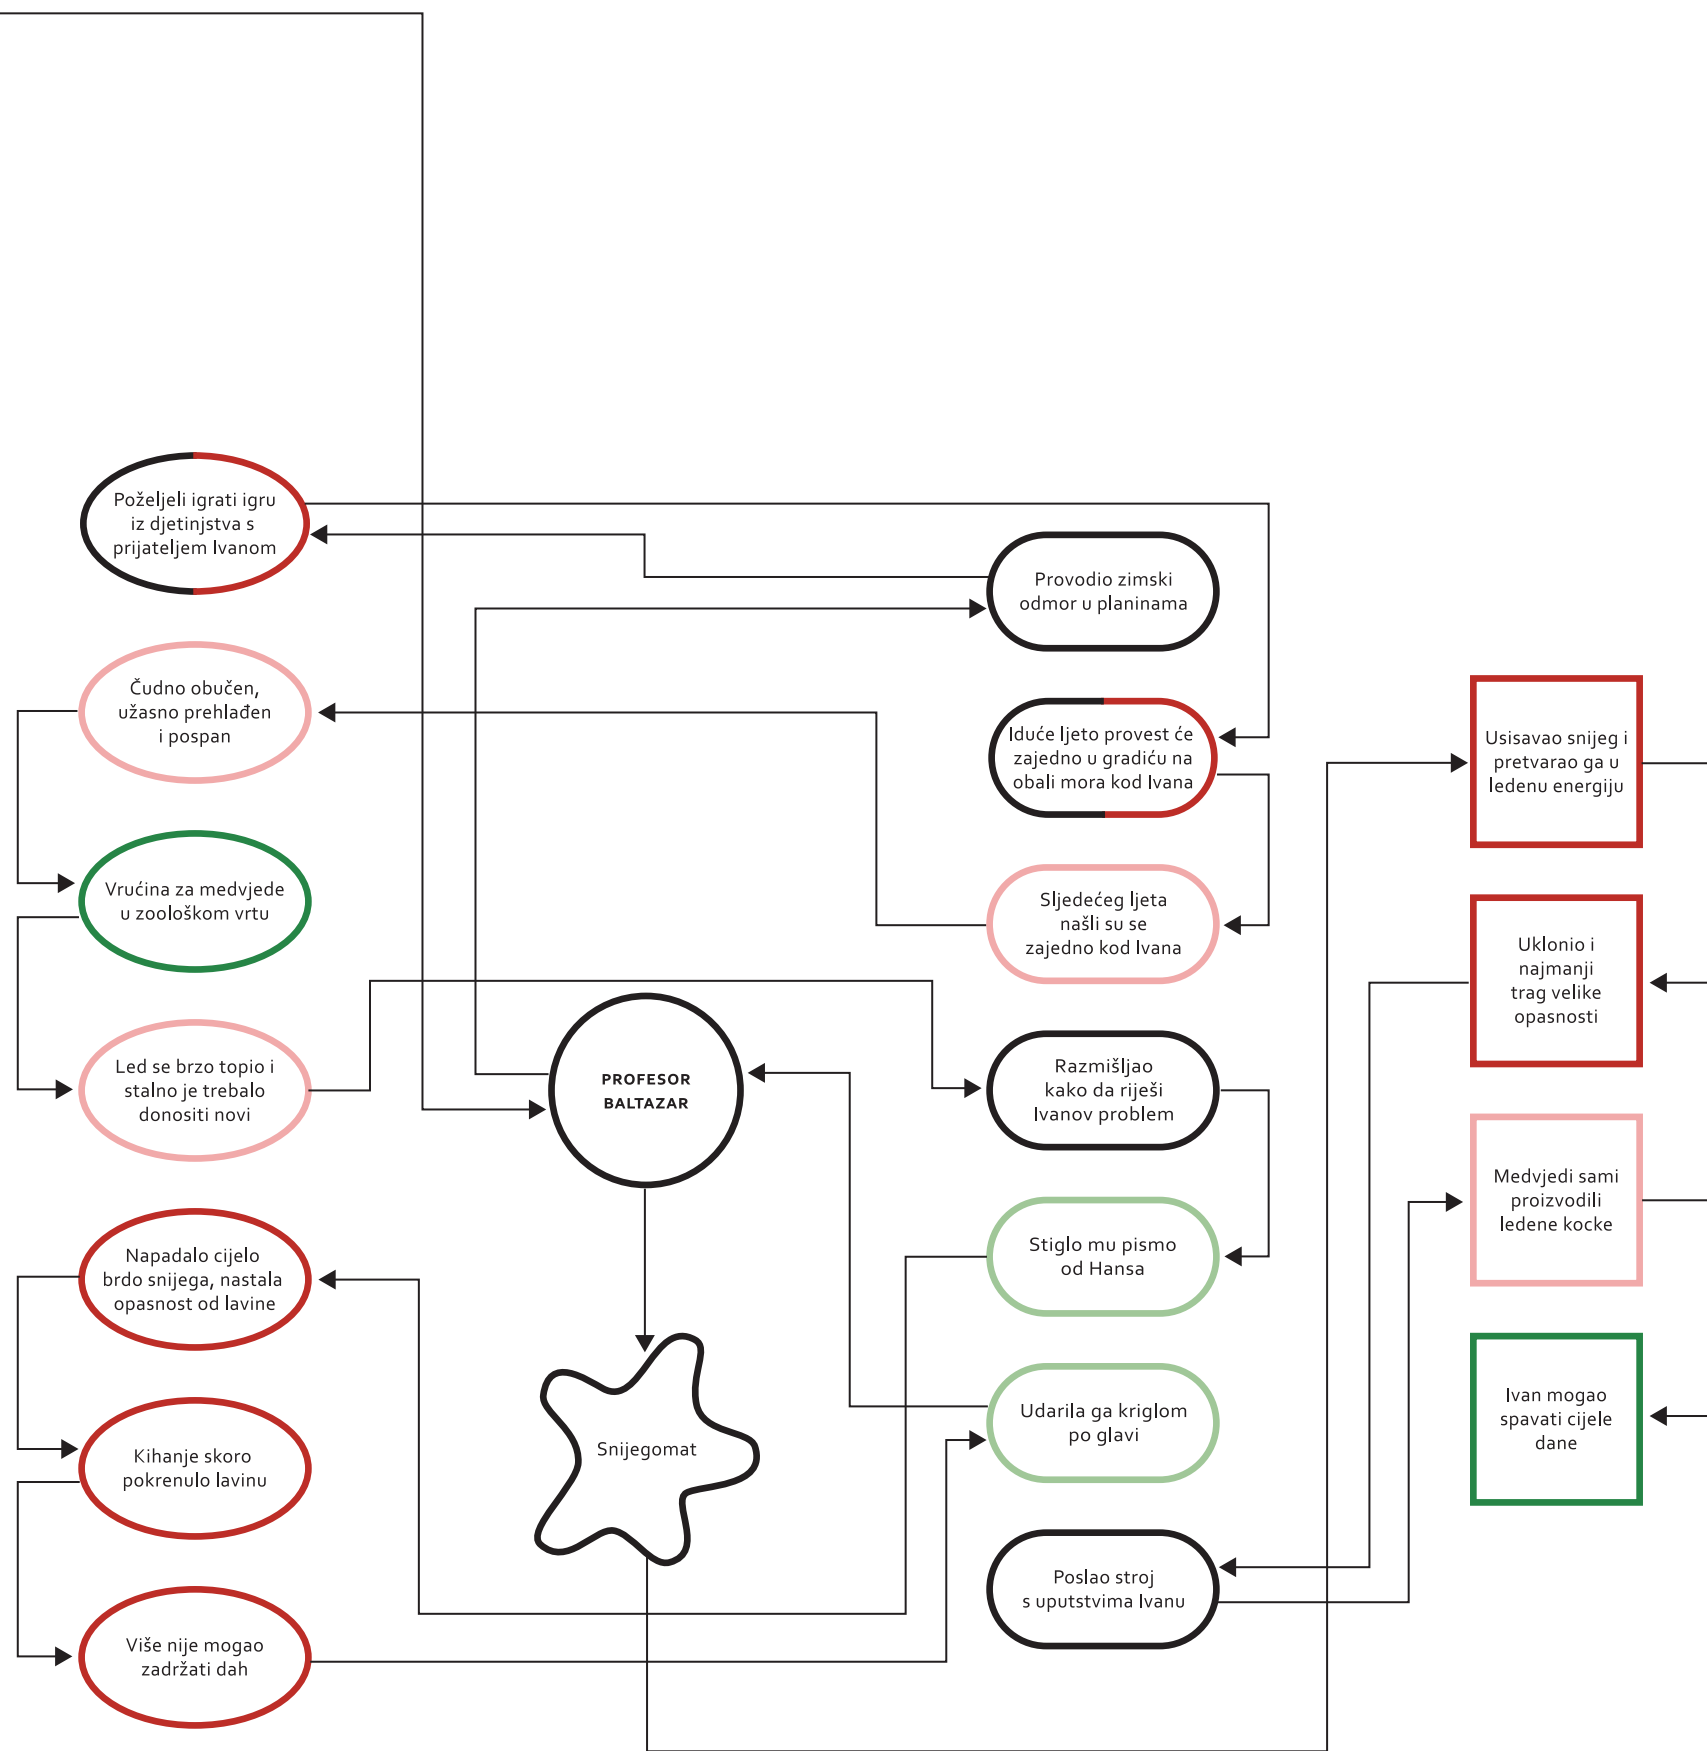 Poželjeli igrati igru
iz djetinjstva s
prijateljem Ivanom
Čudno obučen,
užasno prehlađen
i pospan
Vrućina za medvjede
u zoološkom vrtu
Led se brzo topio i
stalno je trebalo
donositi novi
Napadalo cijelo
brdo snijega, nastala
opasnost od lavine
Kihanje skoro
pokrenulo lavinu
Više nije mogao
zadržati dah
PROFESOR
BALTAZAR
Snijegomat
Provodio zimski
odmor u planinama
Iduće ljeto provest će
zajedno u gradiću na
obali mora kod Ivana
Sljedećeg ljeta
našli su se
zajedno kod Ivana
Razmišljao
kako da riješi
Ivanov problem
Stiglo mu pismo
od Hansa
Udarila ga kriglom
po glavi
Poslao stroj
s uputstvima Ivanu
Usisavao snijeg i
pretvarao ga u
ledenu energiju
Uklonio i
najmanji
trag velike
opasnosti
Medvjedi sami
proizvodili
ledene kocke
Ivan mogao
spavati cijele
dane